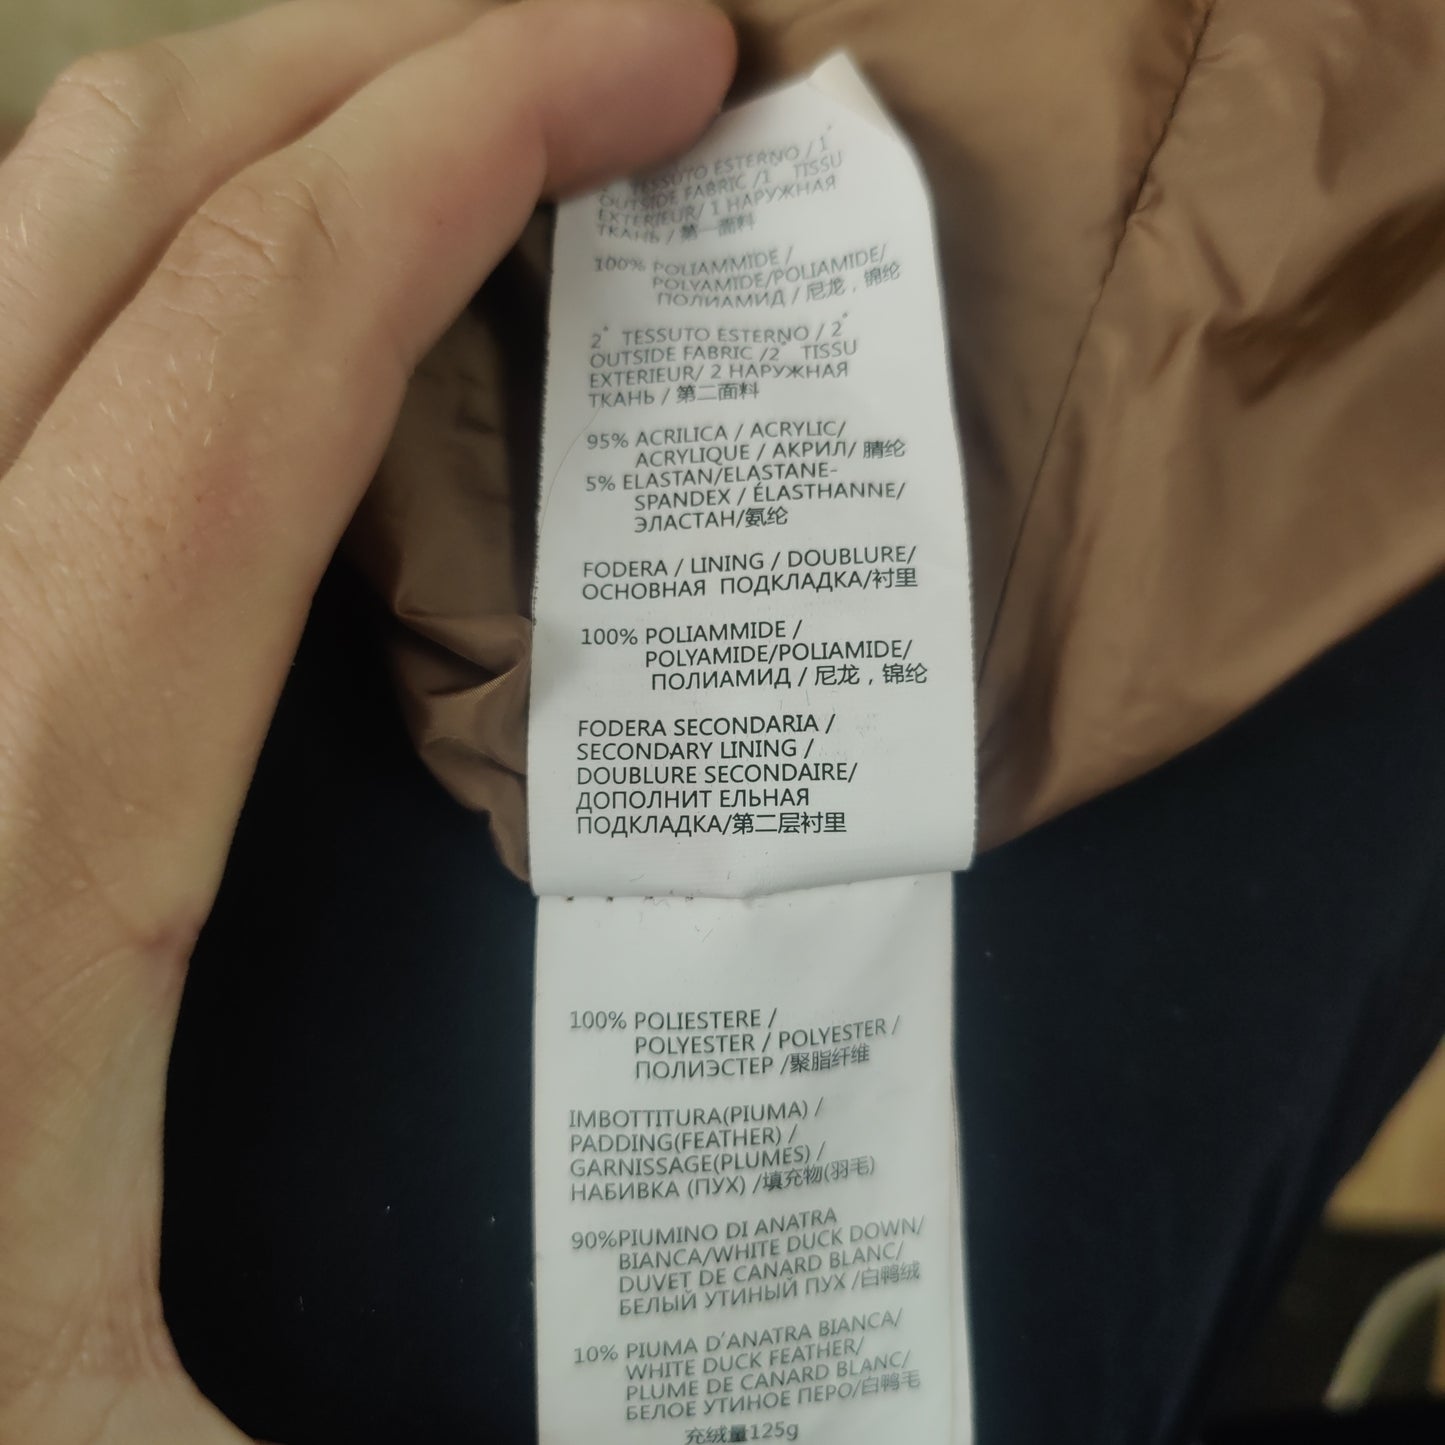 ° TESSUTO ESTERNO / 1°
OUTSIDE FABRIC /1 TISSU
EXTERIEUR/ 1 НАРУЖНАЯ
ТКАНЬ / 第一面料
100% POLIAMMIDE /
POLYAMIDE/POLIAMIDE/
ПОЛИАМИД / 尼龙，锦纶
2° TESSUTO ESTERNO / 2°
OUTSIDE FABRIC /2° TISSU
EXTERIEUR/ 2 НАРУЖНАЯ
ТКАНЬ / 第二面料
95% ACRILICA / ACRYLIC/
ACRYLIQUE / АКРИЛ/ 腈纶
5% ELASTAN/ELASTANE-
SPANDEX / ÉLASTHANNE/
ЭЛАСТАН/氨纶
FODERA / LINING / DOUBLURE/
ОСНОВНАЯ ПОДКЛАДКА/衬里
100% POLIAMMIDE /
POLYAMIDE/POLIAMIDE/
ПОЛИАМИД / 尼龙，锦纶
FODERA SECONDARIA /
SECONDARY LINING /
DOUBLURE SECONDAIRE/
ДОПОЛНИТ ЕЛЬНАЯ
ПОДКЛАДКА/第二层衬里
100% POLIESTERE /
POLYESTER / POLYESTER /
ПОЛИЭСТЕР /聚脂纤维
IMBOTTITURA(PIUMA) /
PADDING(FEATHER) /
GARNISSAGE(PLUMES) /
НАБИВКА (ПУХ) /填充物(羽毛)
90%PIUMINO DI ANATRA
BIANCA/WHITE DUCK DOWN/
DUVET DE CANARD BLANC/
БЕЛЫЙ УТИНЫЙ ПУХ /白鸭绒
10% PIUMA D'ANATRA BIANCA/
WHITE DUCK FEATHER/
PLUME DE CANARD BLANC/
БЕЛОЕ УТИНОЕ ПЕРО/白鸭毛
充绒量125g